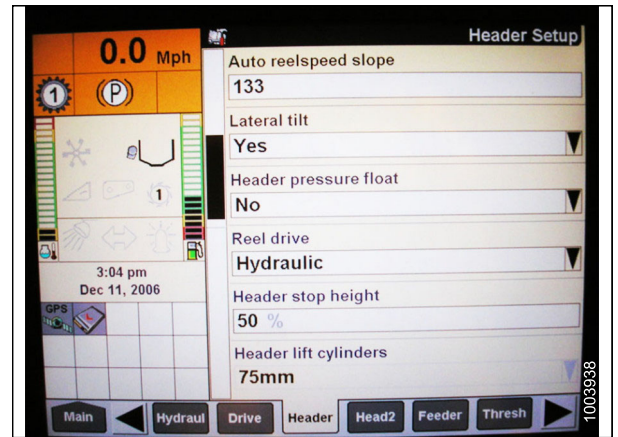 Header Setup
0.0 Mph
1
(P)
1
3:04 pm
Dec 11, 2006
GPS
Auto reelspeed slope
133
Lateral tilt
Yes
Header pressure float
No
Reel drive
Hydraulic
Header stop height
50 %
Header lift cylinders
75mm
Main
Hydraul
Drive
Header
Head2
Feeder
Thresh
1003938